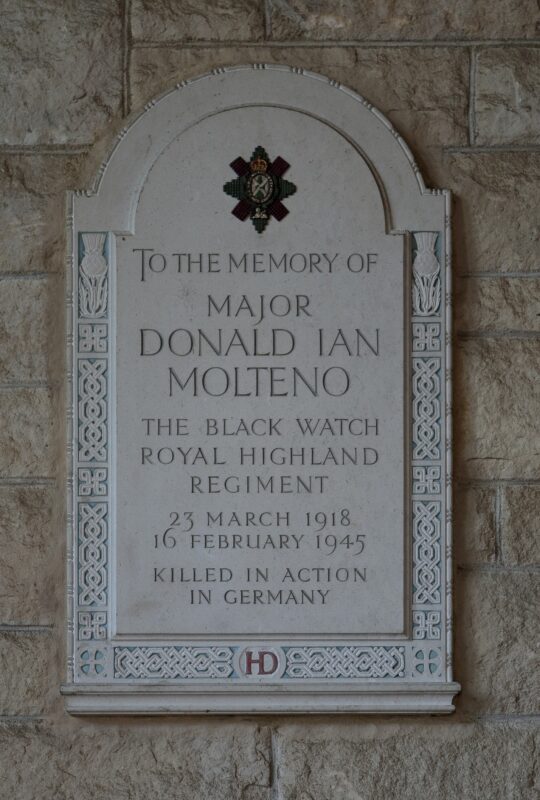 TO THE MEMORY OF
MAJOR
DONALD IAN
MOLTENO
THE BLACK WATCH
ROYAL HIGHLAND
REGIMENT
23 MARCH 1918
16 FEBRUARY 1945
KILLED IN ACTION
IN GERMANY
HD